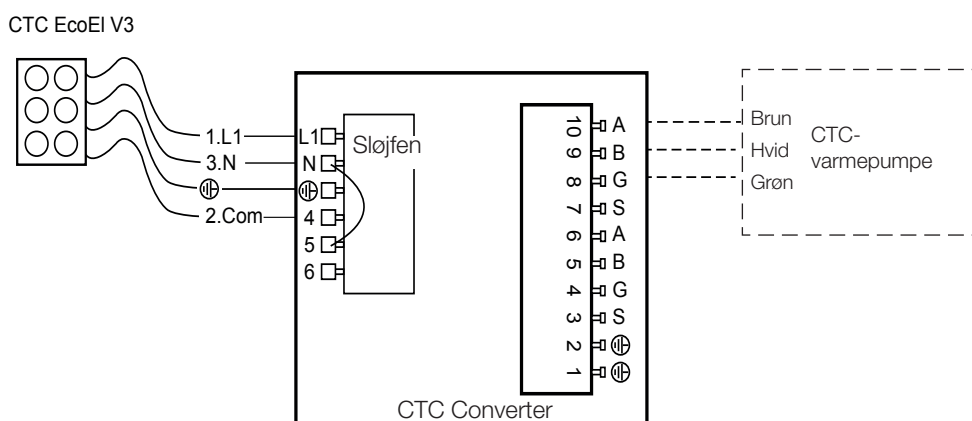 CTC EcoEl V3
1.L1
3.N
2.Com
L1
N
4
5
6
Sløjfen
10 A
9 B
8 G
7 S
6 A
5 B
4 G
3 S
2
1
CTC Converter
Brun
Hvid
Grøn
CTC-
varmepumpe